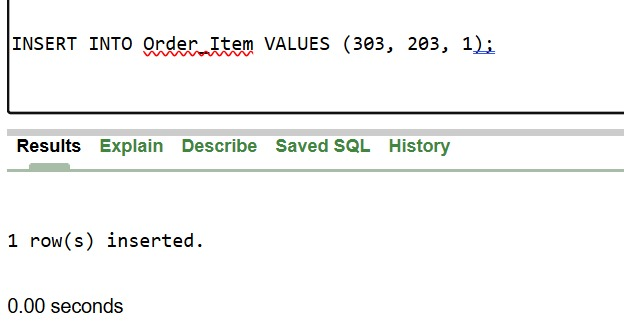 INSERT INTO Order_Item VALUES (303, 203, 1);
Results Explain Describe Saved SQL History
1 row(s) inserted.
0.00 seconds